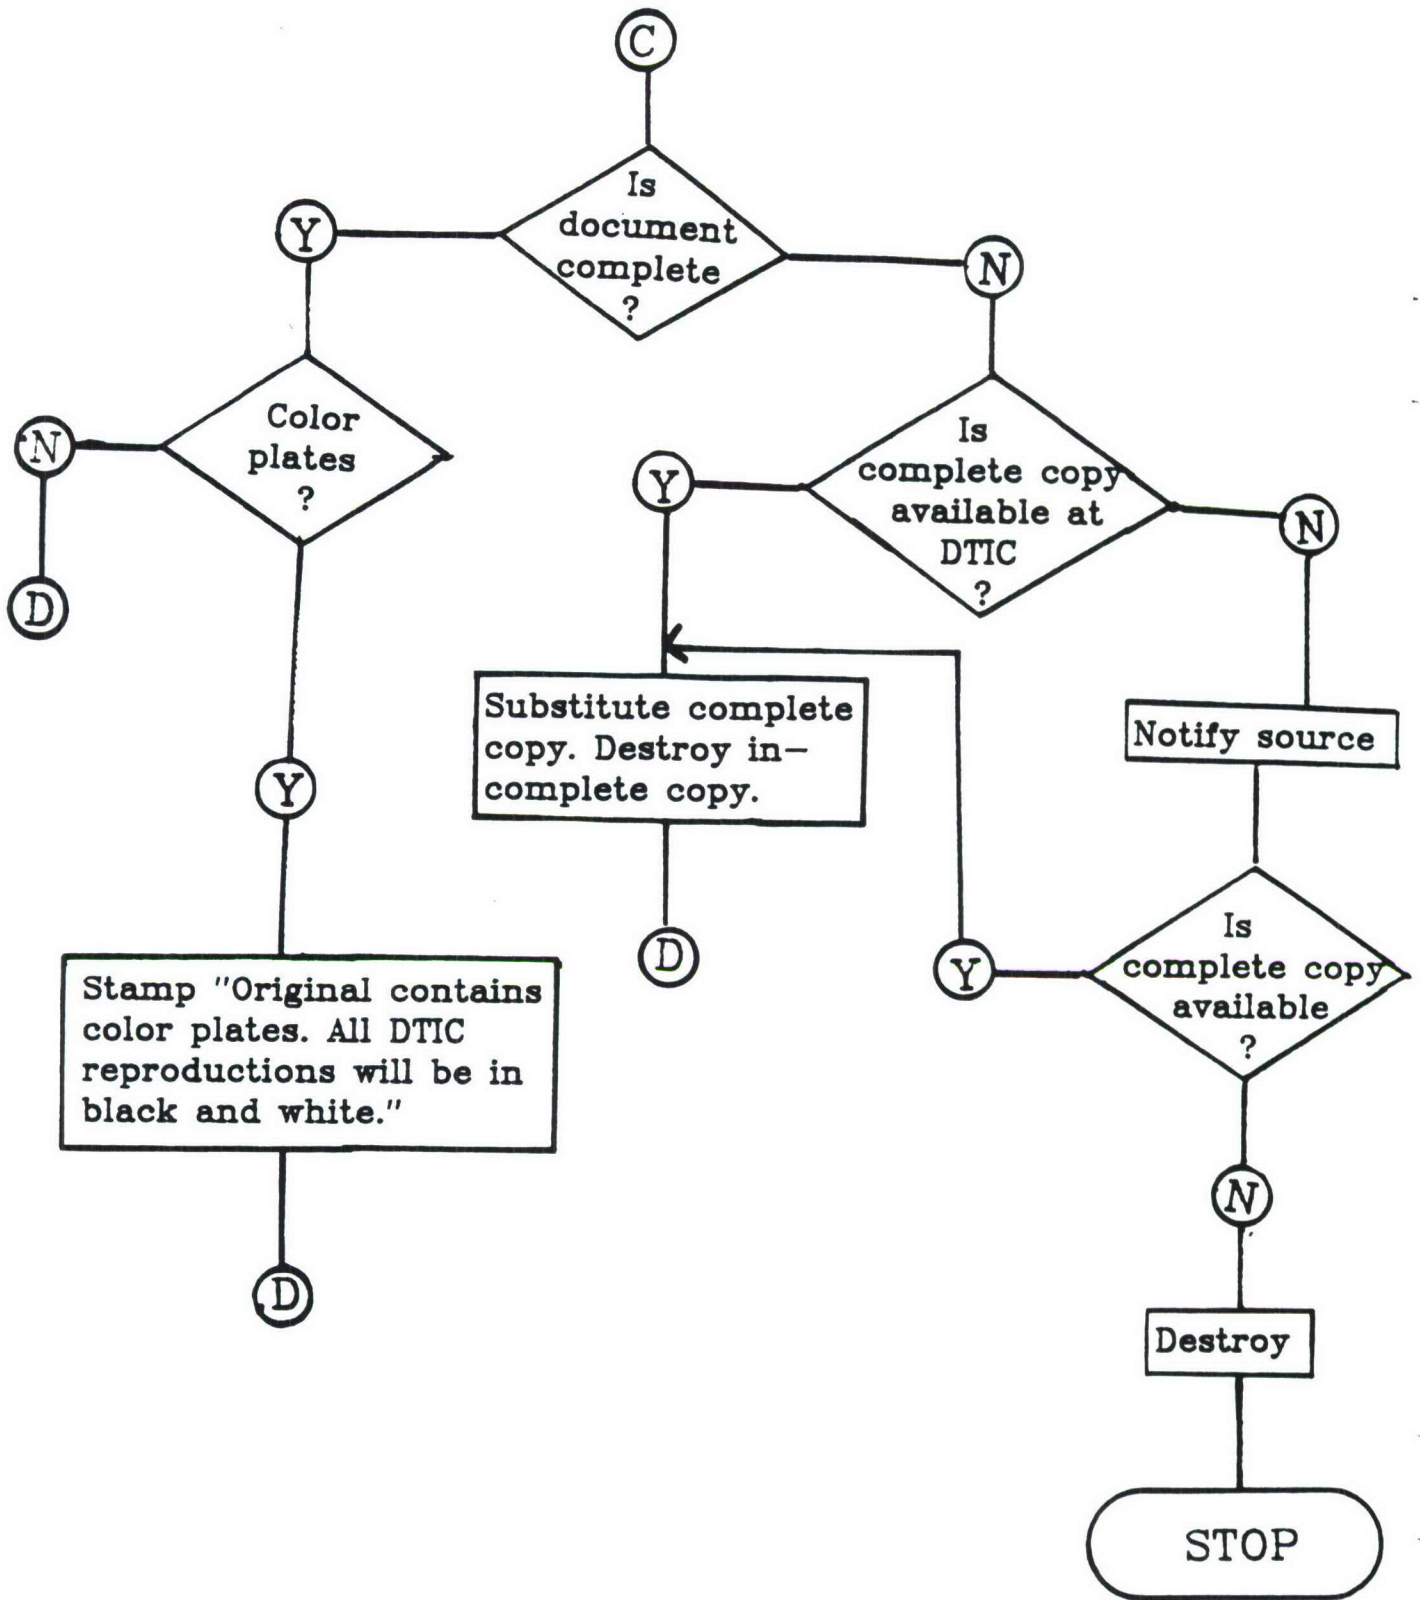 C
Is
document
complete
?
Y
N
Color
plates
?
N
D
Y
Stamp "Original contains
color plates. All DTIC
reproductions will be in
black and white."
D
Is
complete copy
available at
DTIC
?
Y
N
Substitute complete
copy. Destroy in-
complete copy.
D
Notify source
Is
complete copy
available
?
Y
N
Destroy
STOP